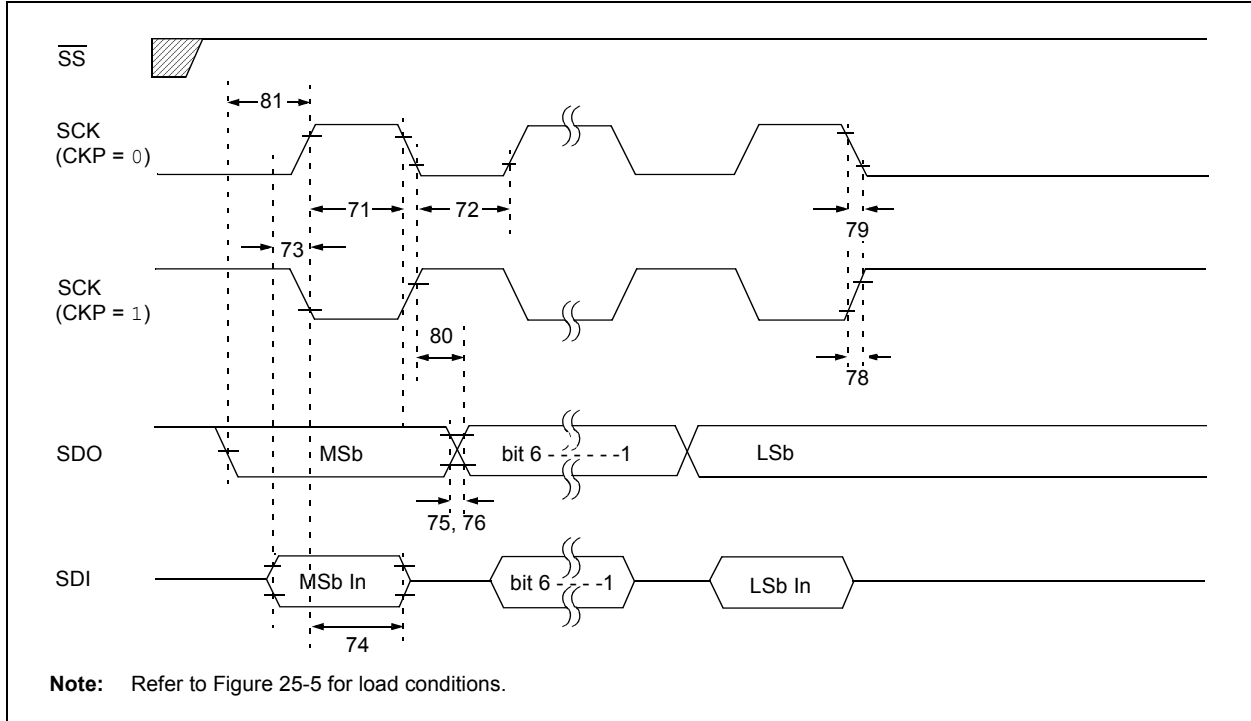 SS
81
SCK
(CKP = 0)
71
72
79
73
SCK
(CKP = 1)
80
78
SDO
MSb
bit 6 - - - - - - -1
LSb
75, 76
SDI
MSb In
bit 6 - - - - -1
LSb In
74
Note: Refer to Figure 25-5 for load conditions.